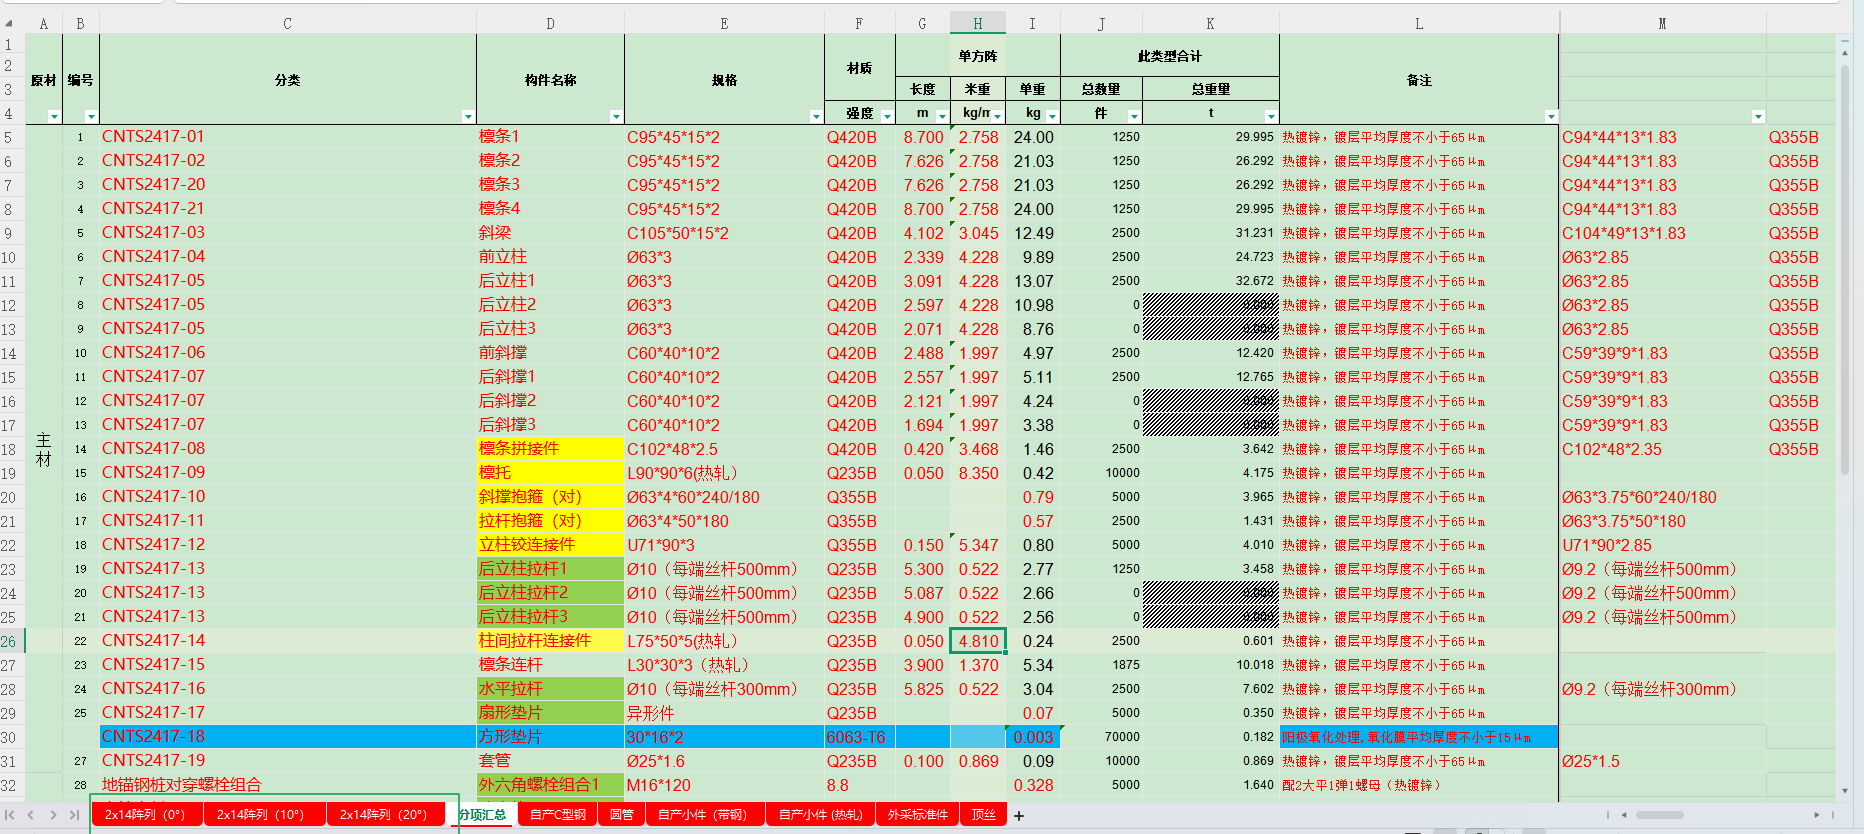 A B C D E F G H I J K L M
1 2 3 4 原材 编号 分类 构件名称 规格 材质 强度 单方阵 长度 m 米重 kg/m 单重 kg 此类型合计 总数量 件 总重量 t 备注
主材
5 1 CNTS2417-01 檩条1 C95*45*15*2 Q420B 8.700 2.758 24.00 1250 29.995 热镀锌，镀层平均厚度不小于65μm C94*44*13*1.83 Q355B
6 2 CNTS2417-02 檩条2 C95*45*15*2 Q420B 7.626 2.758 21.03 1250 26.292 热镀锌，镀层平均厚度不小于65μm C94*44*13*1.83 Q355B
7 3 CNTS2417-20 檩条3 C95*45*15*2 Q420B 7.626 2.758 21.03 1250 26.292 热镀锌，镀层平均厚度不小于65μm C94*44*13*1.83 Q355B
8 4 CNTS2417-21 檩条4 C95*45*15*2 Q420B 8.700 2.758 24.00 1250 29.995 热镀锌，镀层平均厚度不小于65μm C94*44*13*1.83 Q355B
9 5 CNTS2417-03 斜梁 C105*50*15*2 Q420B 4.102 3.045 12.49 2500 31.231 热镀锌，镀层平均厚度不小于65μm C104*49*13*1.83 Q355B
10 6 CNTS2417-04 前立柱 Ø63*3 Q420B 2.339 4.228 9.89 2500 24.723 热镀锌，镀层平均厚度不小于65μm Ø63*2.85 Q355B
11 7 CNTS2417-05 后立柱1 Ø63*3 Q420B 3.091 4.228 13.07 2500 32.672 热镀锌，镀层平均厚度不小于65μm Ø63*2.85 Q355B
12 8 CNTS2417-05 后立柱2 Ø63*3 Q420B 2.597 4.228 10.98 0 0.000 热镀锌，镀层平均厚度不小于65μm Ø63*2.85 Q355B
13 9 CNTS2417-05 后立柱3 Ø63*3 Q420B 2.071 4.228 8.76 0 0.000 热镀锌，镀层平均厚度不小于65μm Ø63*2.85 Q355B
14 10 CNTS2417-06 前斜撑 C60*40*10*2 Q420B 2.488 1.997 4.97 2500 12.420 热镀锌，镀层平均厚度不小于65μm C59*39*9*1.83 Q355B
15 11 CNTS2417-07 后斜撑1 C60*40*10*2 Q420B 2.557 1.997 5.11 2500 12.765 热镀锌，镀层平均厚度不小于65μm C59*39*9*1.83 Q355B
16 12 CNTS2417-07 后斜撑2 C60*40*10*2 Q420B 2.121 1.997 4.24 0 0.000 热镀锌，镀层平均厚度不小于65μm C59*39*9*1.83 Q355B
17 13 CNTS2417-07 后斜撑3 C60*40*10*2 Q420B 1.694 1.997 3.38 0 0.000 热镀锌，镀层平均厚度不小于65μm C59*39*9*1.83 Q355B
18 14 CNTS2417-08 檩条拼接件 C102*48*2.5 Q420B 0.420 3.468 1.46 2500 3.642 热镀锌，镀层平均厚度不小于65μm C102*48*2.35 Q355B
19 15 CNTS2417-09 檩托 L90*90*6(热轧） Q235B 0.050 8.350 0.42 10000 4.175 热镀锌，镀层平均厚度不小于65μm
20 16 CNTS2417-10 斜撑抱箍（对） Ø63*4*60*240/180 Q355B 0.79 5000 3.965 热镀锌，镀层平均厚度不小于65μm Ø63*3.75*60*240/180
21 17 CNTS2417-11 拉杆抱箍（对） Ø63*4*50*180 Q355B 0.57 2500 1.431 热镀锌，镀层平均厚度不小于65μm Ø63*3.75*50*180
22 18 CNTS2417-12 立柱铰连接件 U71*90*3 Q355B 0.150 5.347 0.80 5000 4.010 热镀锌，镀层平均厚度不小于65μm U71*90*2.85
23 19 CNTS2417-13 后立柱拉杆1 Ø10（每端丝杆500mm） Q235B 5.300 0.522 2.77 1250 3.458 热镀锌，镀层平均厚度不小于65μm Ø9.2（每端丝杆500mm）
24 20 CNTS2417-13 后立柱拉杆2 Ø10（每端丝杆500mm） Q235B 5.087 0.522 2.66 0 0.000 热镀锌，镀层平均厚度不小于65μm Ø9.2（每端丝杆500mm）
25 21 CNTS2417-13 后立柱拉杆3 Ø10（每端丝杆500mm） Q235B 4.900 0.522 2.56 0 0.000 热镀锌，镀层平均厚度不小于65μm Ø9.2（每端丝杆500mm）
26 22 CNTS2417-14 柱间拉杆连接件 L75*50*5(热轧） Q235B 0.050 4.810 0.24 2500 0.601 热镀锌，镀层平均厚度不小于65μm
27 23 CNTS2417-15 檩条连杆 L30*30*3（热轧） Q235B 3.900 1.370 5.34 1875 10.018 热镀锌，镀层平均厚度不小于65μm
28 24 CNTS2417-16 水平拉杆 Ø10（每端丝杆300mm） Q235B 5.825 0.522 3.04 2500 7.602 热镀锌，镀层平均厚度不小于65μm Ø9.2（每端丝杆300mm）
29 25 CNTS2417-17 扇形垫片 异形件 Q235B 0.07 5000 0.350 热镀锌，镀层平均厚度不小于65μm
30 CNTS2417-18 方形垫片 30*16*2 6063-T6 0.003 70000 0.182 阳极氧化处理,氧化膜平均厚度不小于15μm
31 27 CNTS2417-19 套管 Ø25*1.6 Q235B 0.100 0.869 0.09 10000 0.869 热镀锌，镀层平均厚度不小于65μm Ø25*1.5
32 28 地锚钢桩对穿螺栓组合 外六角螺栓组合1 M16*120 8.8 0.328 5000 1.640 配2大平1弹1螺母（热镀锌）
2x14阵列（0°） 2x14阵列（10°） 2x14阵列（20°） 分项汇总 自产C型钢 圆管 自产小件（带钢） 自产小件 (热轧) 外采标准件 顶丝 +